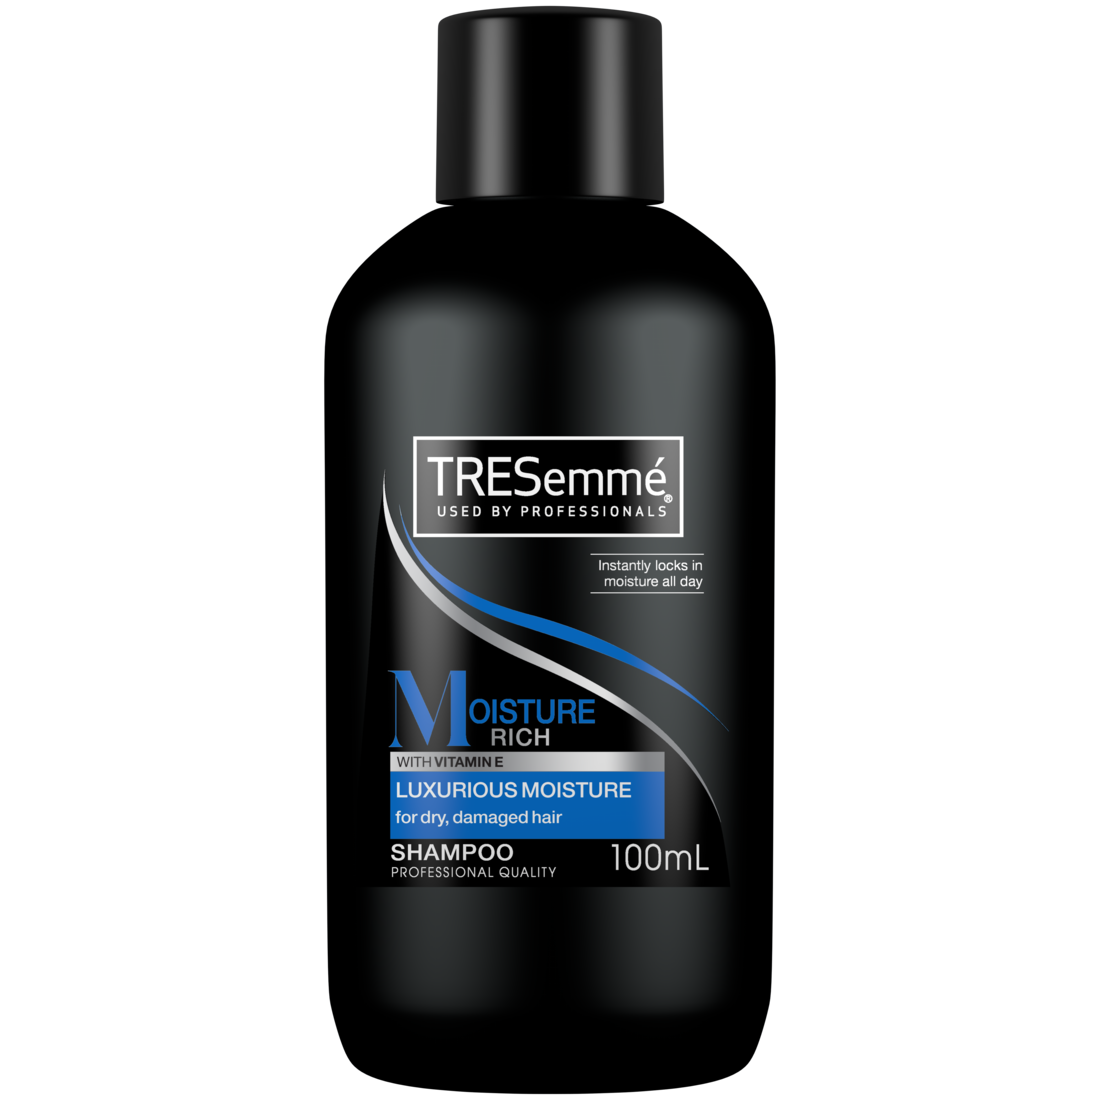 TRESemmé®
USED BY PROFESSIONALS
Instantly locks in
moisture all day
MOISTURE
RICH
WITH VITAMIN E
LUXURIOUS MOISTURE
for dry, damaged hair
SHAMPOO
PROFESSIONAL QUALITY
100mL